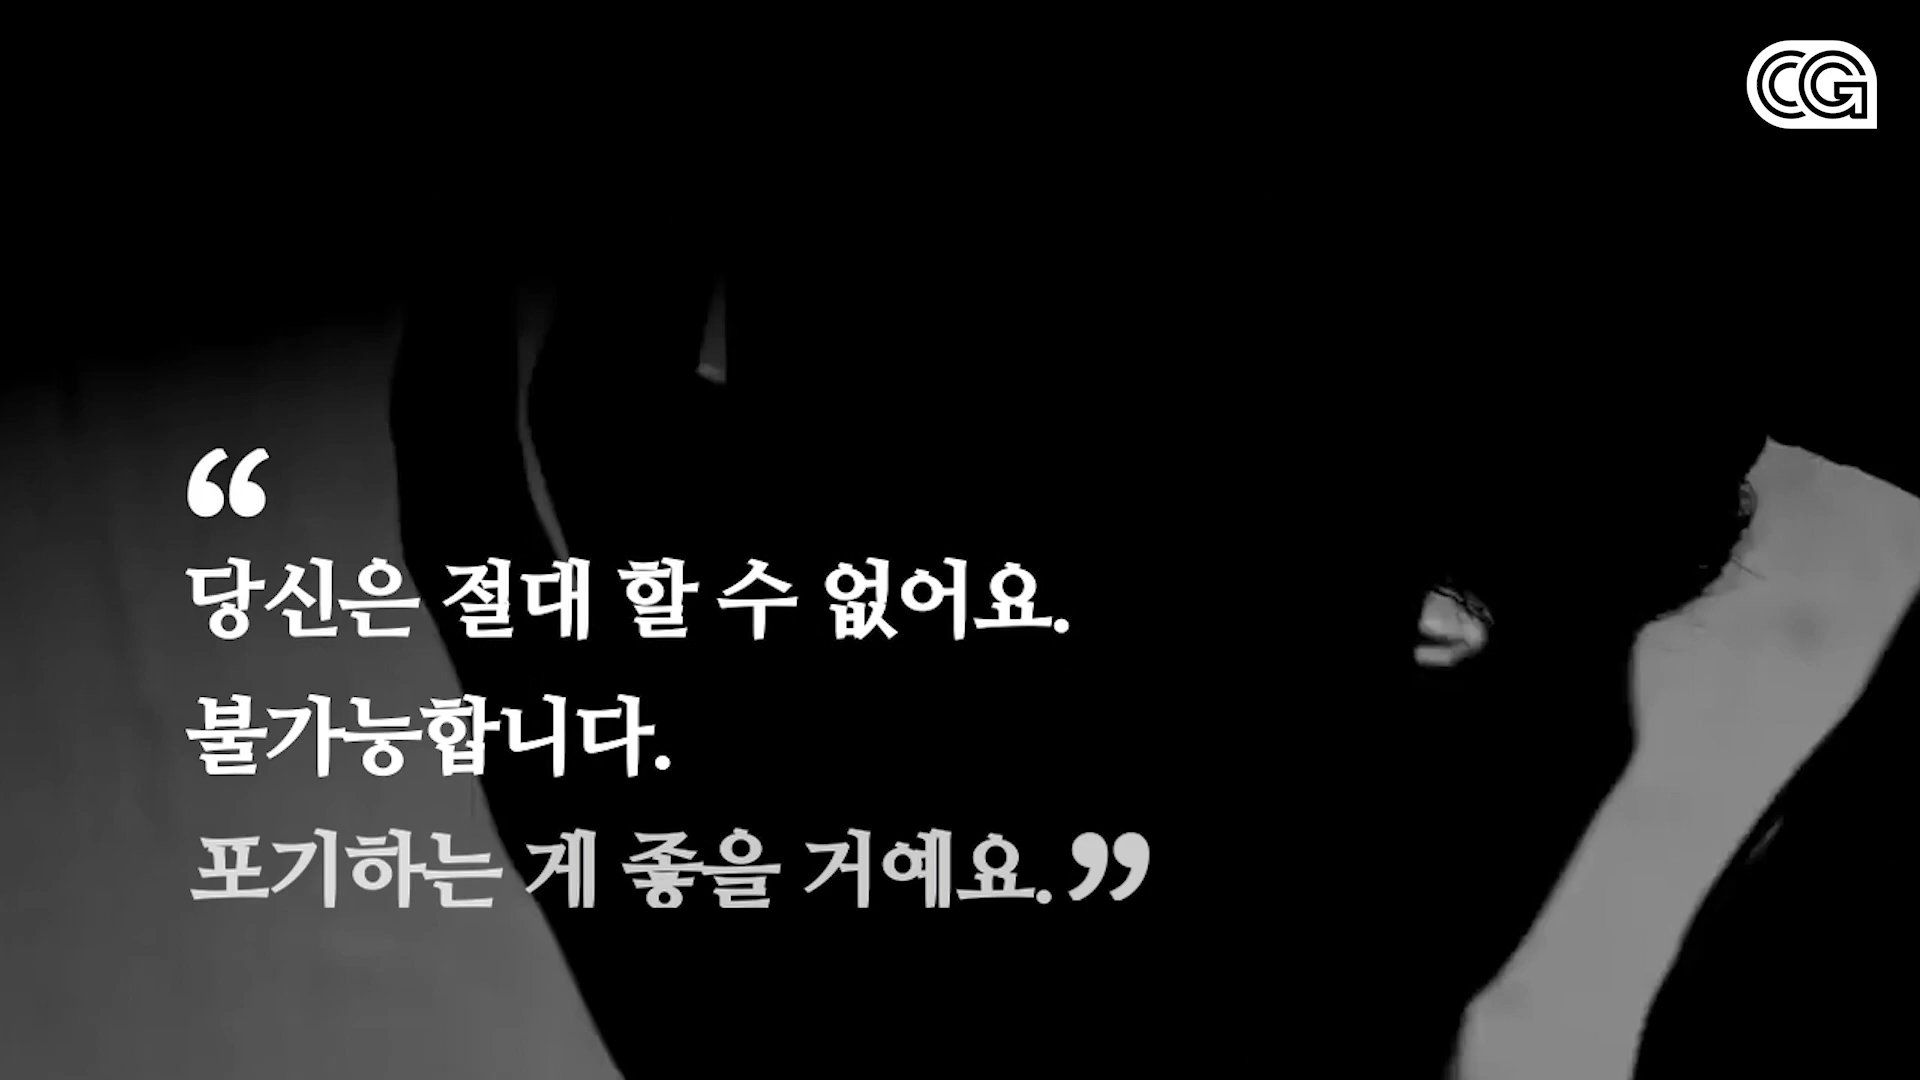 CG
“
당신은 절대 할 수 없어요.
불가능합니다.
포기하는 게 좋을 거예요.”